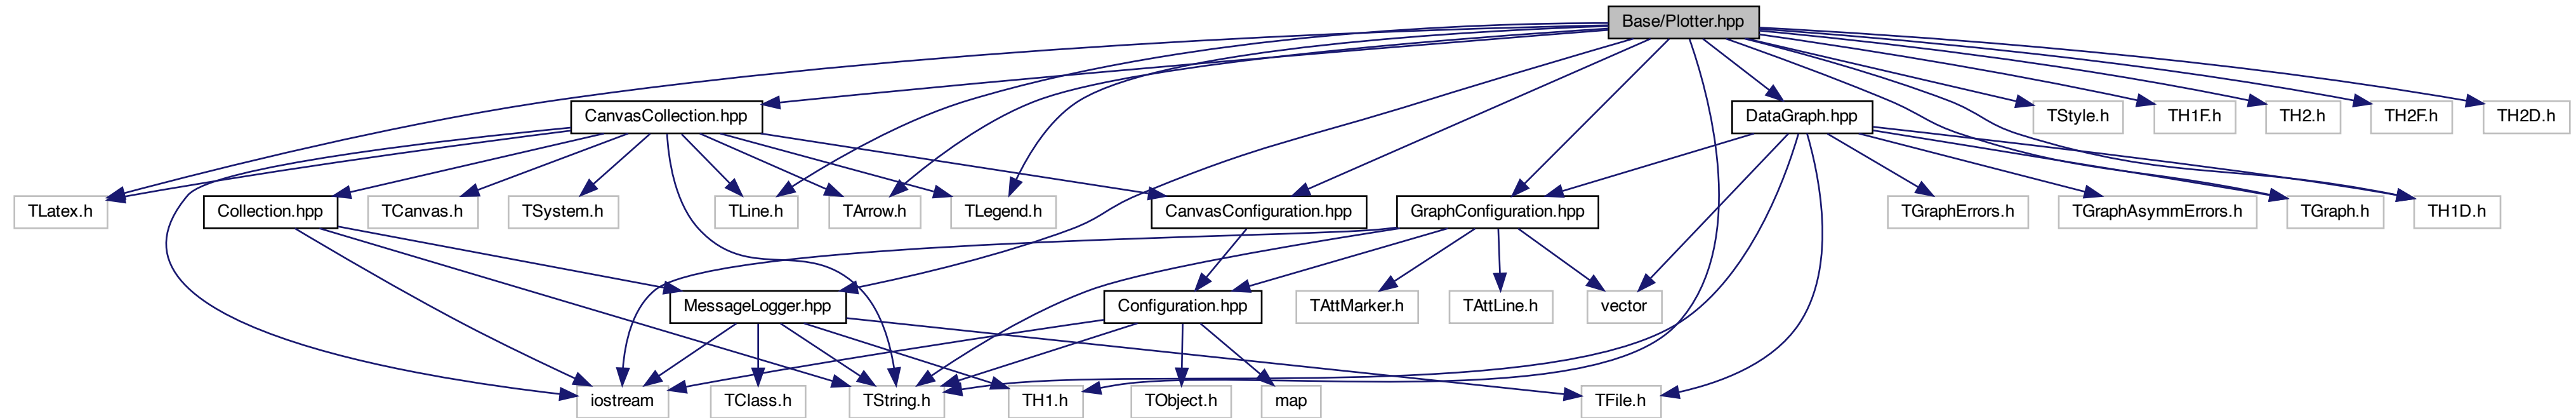 Base/Plotter.hpp
CanvasCollection.hpp
DataGraph.hpp
TStyle.h
TH1F.h
TH2.h
TH2F.h
TH2D.h
TLatex.h
Collection.hpp
TCanvas.h
TSystem.h
TLine.h
TArrow.h
TLegend.h
CanvasConfiguration.hpp
GraphConfiguration.hpp
TGraphErrors.h
TGraphAsymmErrors.h
TGraph.h
TH1D.h
MessageLogger.hpp
Configuration.hpp
TAttMarker.h
TAttLine.h
vector
iostream
TClass.h
TString.h
TH1.h
TObject.h
map
TFile.h